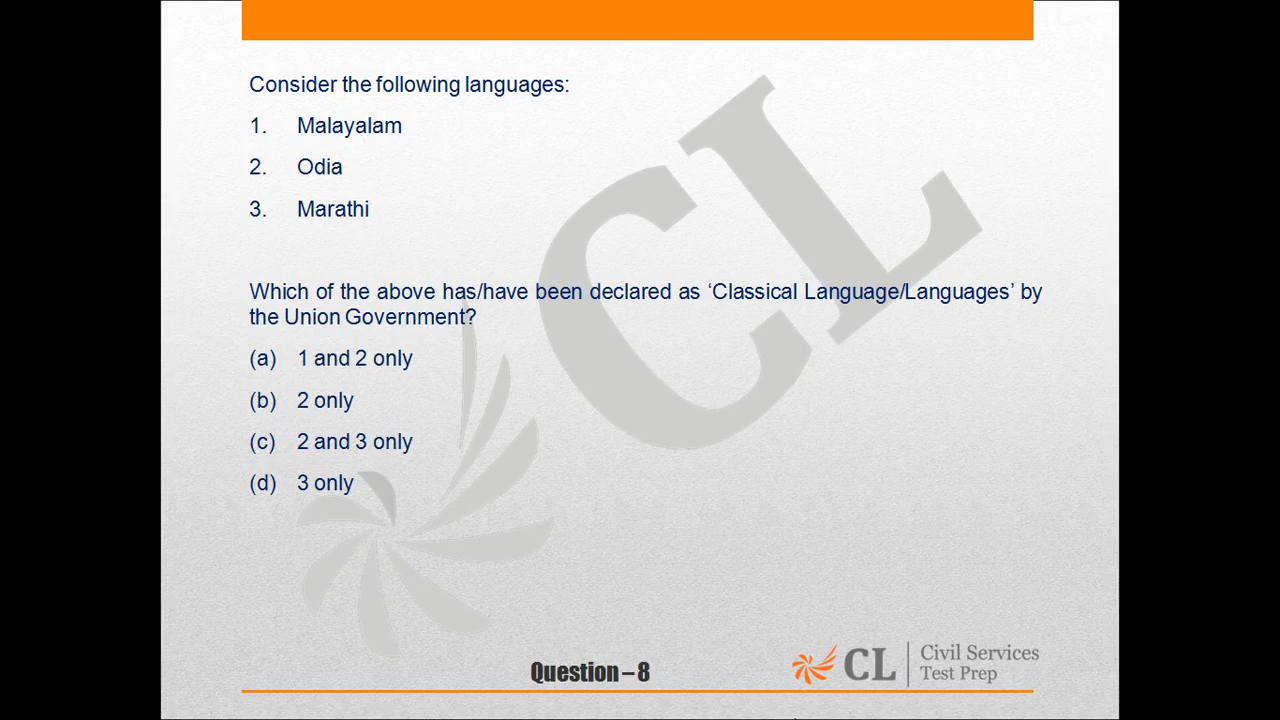 Consider the following languages:
1. Malayalam
2. Odia
3. Marathi
Which of the above has/have been declared as ‘Classical Language/Languages’ by
the Union Government?
(a) 1 and 2 only
(b) 2 only
(c) 2 and 3 only
(d) 3 only
CL
Question – 8
CL Civil Services
Test Prep